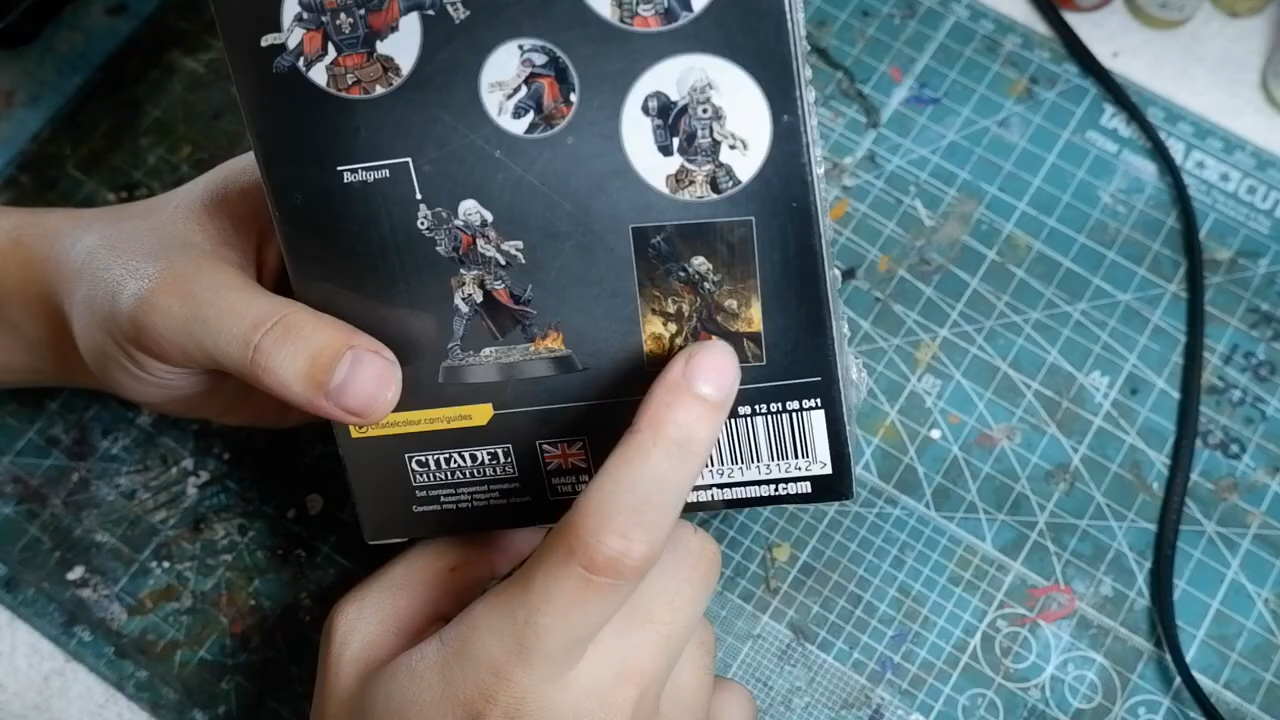 Boltgun
citadelcolour.com/guides
CITADEL
MINIATURES
Set contains unpainted miniature.
Assembly required.
Contents may vary from those shown.
MADE IN
THE UK
99 12 01 08 041
131242 >
warhammer.com